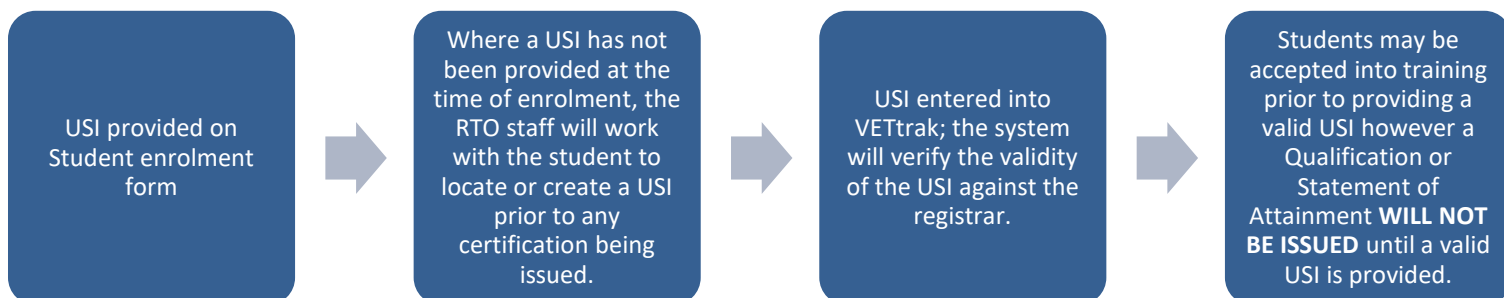 USI provided on
Student enrolment
form
Where a USI has not
been provided at the
time of enrolment, the
RTO staff will work
with the student to
locate or create a USI
prior to any
certification being
issued.
USI entered into
VETtrak; the system
will verify the validity
of the USI against the
registrar.
Students may be
accepted into training
prior to providing a
valid USI however a
Qualification or
Statement of
Attainment WILL NOT
BE ISSUED until a valid
USI is provided.